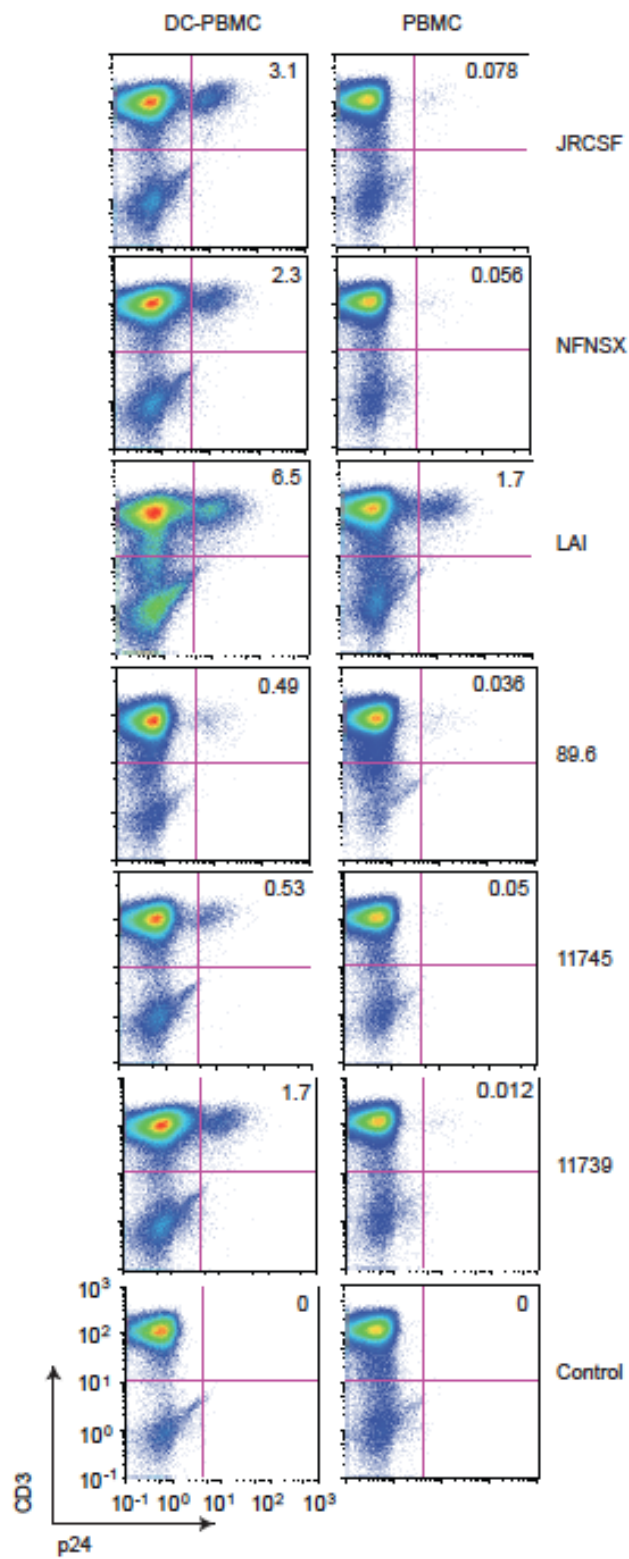 DC-PBMC PBMC
3.1 0.078
JRCSF
2.3 0.056
NFNSX
6.5 1.7
LAI
0.49 0.036
89.6
0.53 0.05
11745
1.7 0.012
11739
0 0
Control
10³
10²
10¹
10⁰
10⁻¹
10⁻¹ 10⁰ 10¹ 10² 10³
CD3
p24